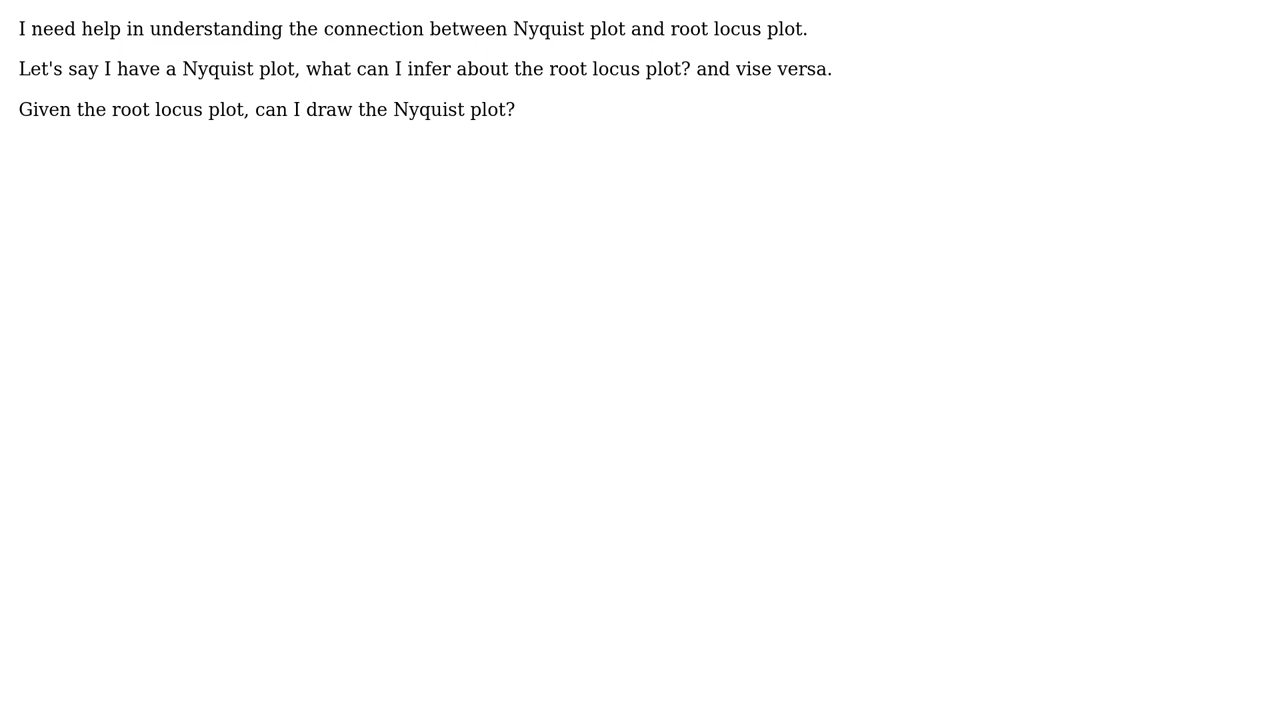 I need help in understanding the connection between Nyquist plot and root locus plot.
Let's say I have a Nyquist plot, what can I infer about the root locus plot? and vise versa.
Given the root locus plot, can I draw the Nyquist plot?